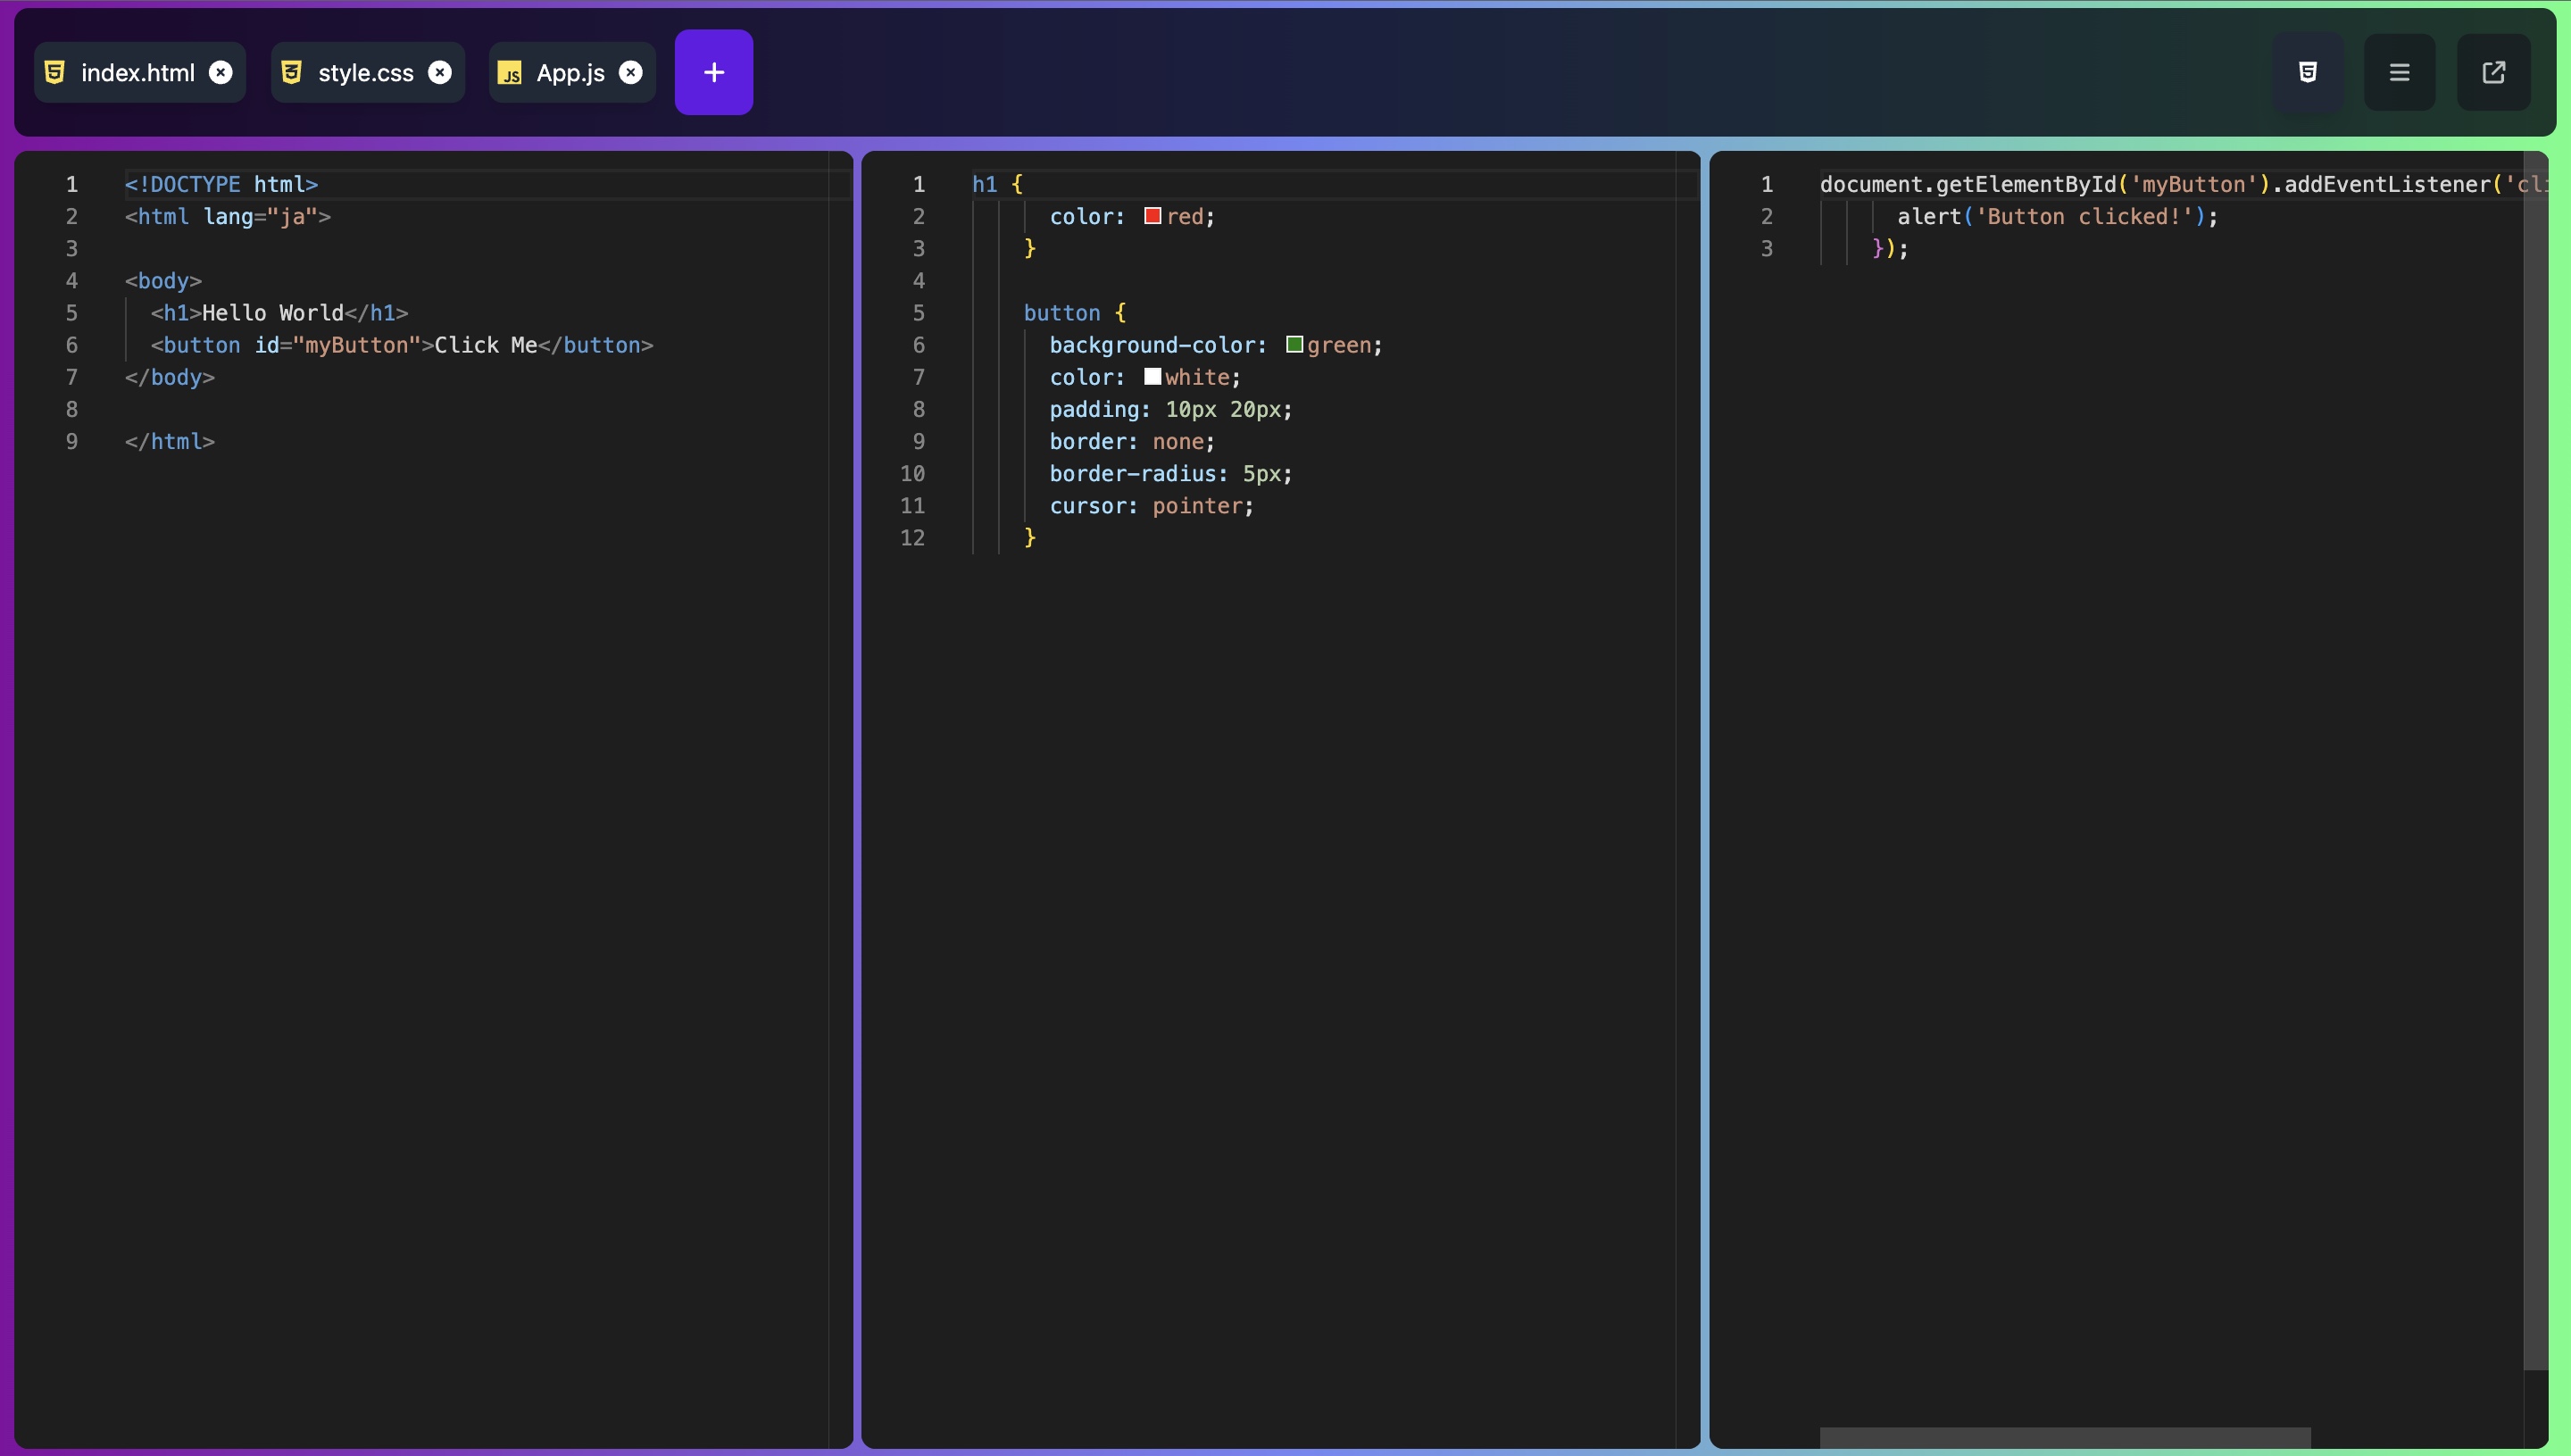 index.html
style.css
JS App.js
+
1 <!DOCTYPE html>
2 <html lang="ja">
3
4 <body>
5 <h1>Hello World</h1>
6 <button id="myButton">Click Me</button>
7 </body>
8
9 </html>
1 h1 {
2 color: red;
3 }
4
5 button {
6 background-color: green;
7 color: white;
8 padding: 10px 20px;
9 border: none;
10 border-radius: 5px;
11 cursor: pointer;
12 }
1 document.getElementById('myButton').addEventListener('cli
2 alert('Button clicked!');
3 });